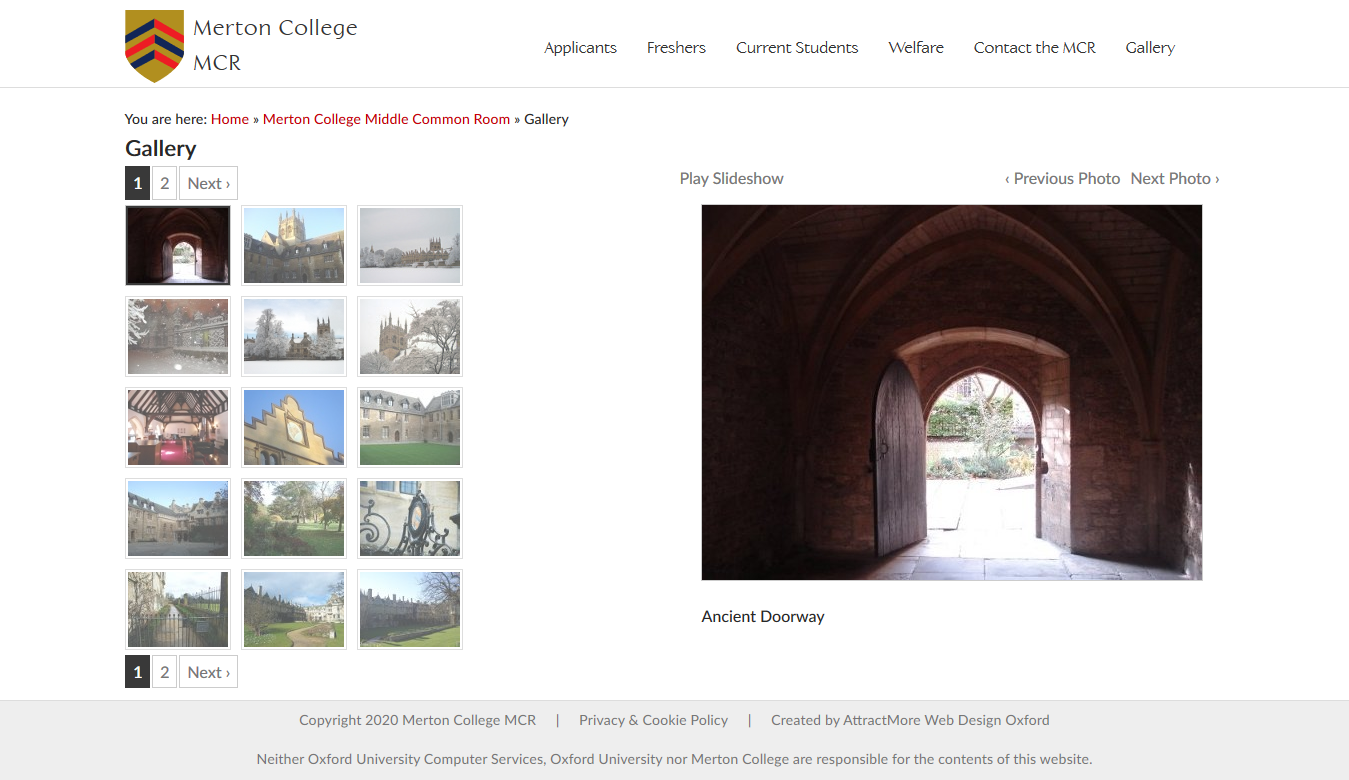 Merton College
MCR
Applicants Freshers Current Students Welfare Contact the MCR Gallery
You are here: Home » Merton College Middle Common Room » Gallery
Gallery
1 2 Next ›
Play Slideshow ‹ Previous Photo Next Photo ›
Ancient Doorway
1 2 Next ›
Copyright 2020 Merton College MCR | Privacy & Cookie Policy | Created by AttractMore Web Design Oxford
Neither Oxford University Computer Services, Oxford University nor Merton College are responsible for the contents of this website.